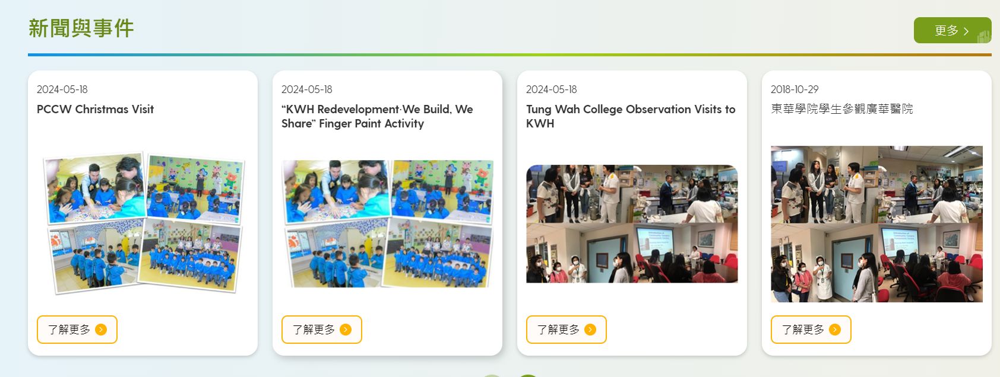 新聞與事件
更多
2024-05-18
PCCW Christmas Visit
了解更多
2024-05-18
“KWH Redevelopment·We Build, We
Share” Finger Paint Activity
了解更多
2024-05-18
Tung Wah College Observation Visits to
KWH
了解更多
2018-10-29
東華學院學生參觀廣華醫院
了解更多